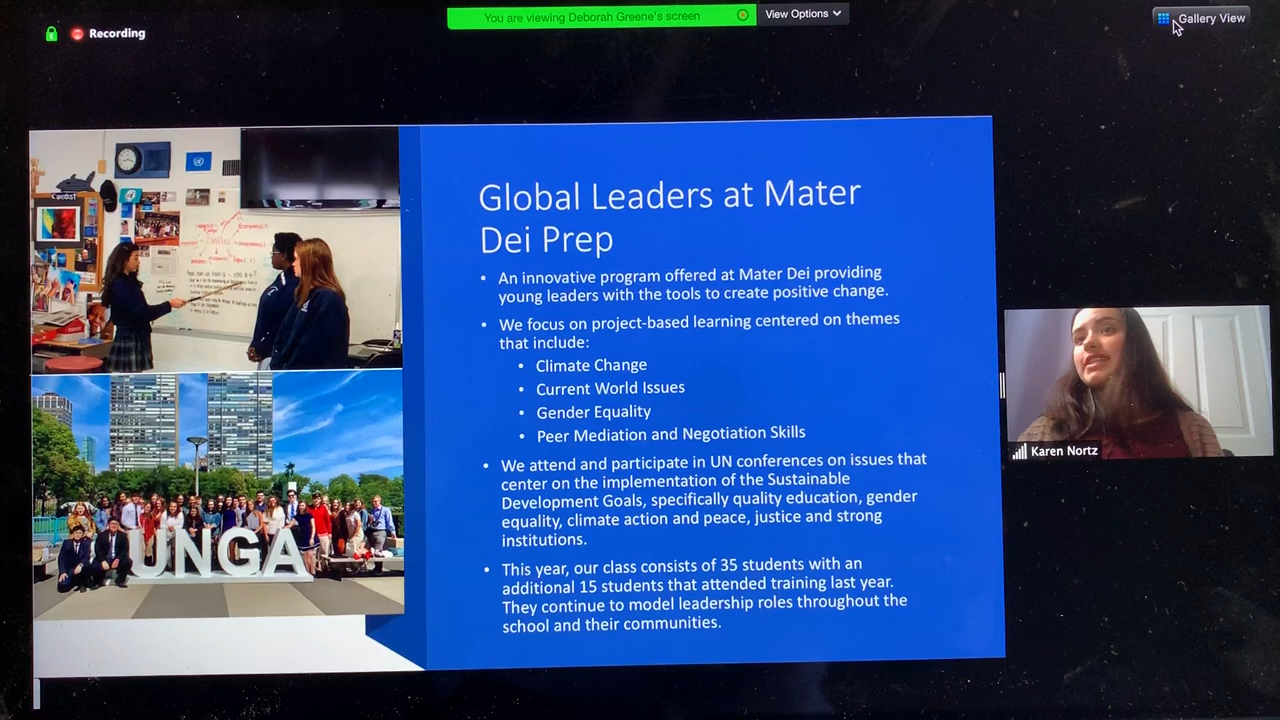 You are viewing Deborah Greene's screen
View Options
Recording
Gallery View
Global Leaders at Mater
Dei Prep
• An innovative program offered at Mater Dei providing
young leaders with the tools to create positive change.
• We focus on project-based learning centered on themes
that include:
• Climate Change
• Current World Issues
• Gender Equality
• Peer Mediation and Negotiation Skills
• We attend and participate in UN conferences on issues that
center on the implementation of the Sustainable
Development Goals, specifically quality education, gender
equality, climate action and peace, justice and strong
institutions.
• This year, our class consists of 35 students with an
additional 15 students that attended training last year.
They continue to model leadership roles throughout the
school and their communities.
UNGA
Karen Nortz